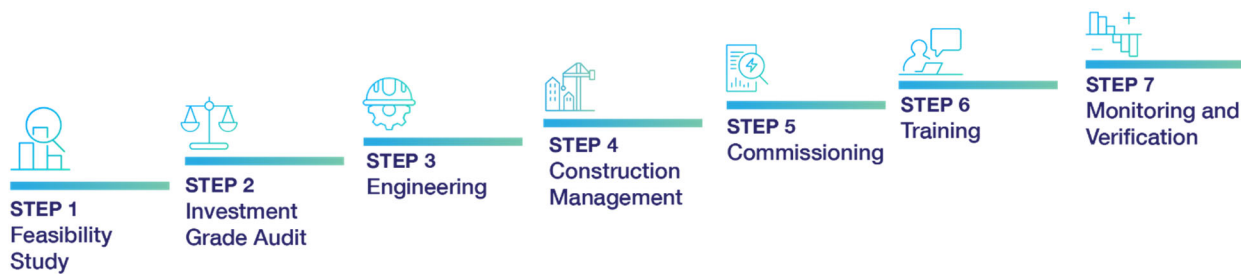 STEP 1
Feasibility
Study
STEP 2
Investment
Grade Audit
STEP 3
Engineering
STEP 4
Construction
Management
STEP 5
Commissioning
STEP 6
Training
STEP 7
Monitoring and
Verification